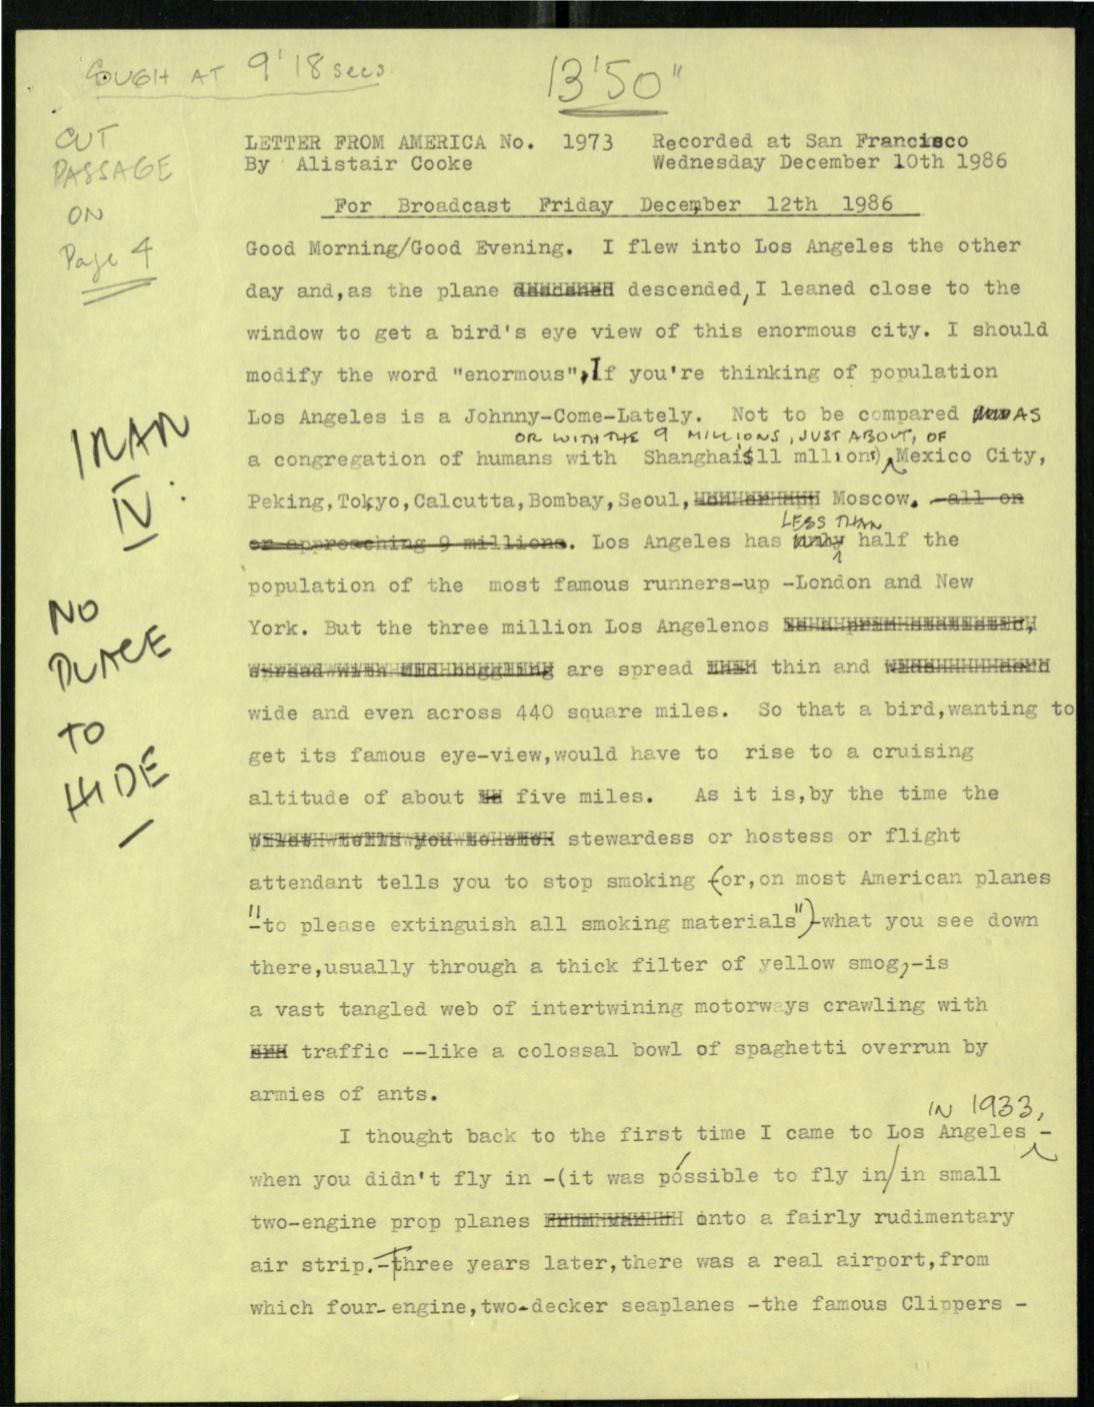 COUGH AT 9'18 secs.
13'50"
CUT
PASSAGE
ON
Page 4
LETTER FROM AMERICA No. 1973 Recorded at San Francisco
By Alistair Cooke Wednesday December 10th 1986
For Broadcast Friday December 12th 1986
Good Morning/Good Evening. I flew into Los Angeles the other
day and,as the plane descended, I leaned close to the
window to get a bird's eye view of this enormous city. I should
modify the word "enormous". If you're thinking of population
Los Angeles is a Johnny-Come-Lately. Not to be compared AS
OR WITH THE 9 MILLIONS, JUST ABOUT, OF
a congregation of humans with Shanghai's 11 mllions) Mexico City,
Peking,Tokyo,Calcutta,Bombay,Seoul, Moscow. -all on
LESS THAN
or approaching 9 millions. Los Angeles has only half the
population of the most famous runners-up -London and New
York. But the three million Los Angelenos
are spread thin and
wide and even across 440 square miles. So that a bird,wanting to
get its famous eye-view,would have to rise to a cruising
altitude of about five miles. As it is,by the time the
stewardess or hostess or flight
attendant tells you to stop smoking (or,on most American planes
"-to please extinguish all smoking materials")-what you see down
there,usually through a thick filter of yellow smog,-is
a vast tangled web of intertwining motorways crawling with
traffic --like a colossal bowl of spaghetti overrun by
armies of ants.
IN 1933,
I thought back to the first time I came to Los Angeles -
when you didn't fly in -(it was possible to fly in/in small
two-engine prop planes onto a fairly rudimentary
air strip.-Three years later,there was a real airport,from
which four-engine,two-decker seaplanes -the famous Clippers -
IRAN
IV:
NO
PLACE
TO
HIDE